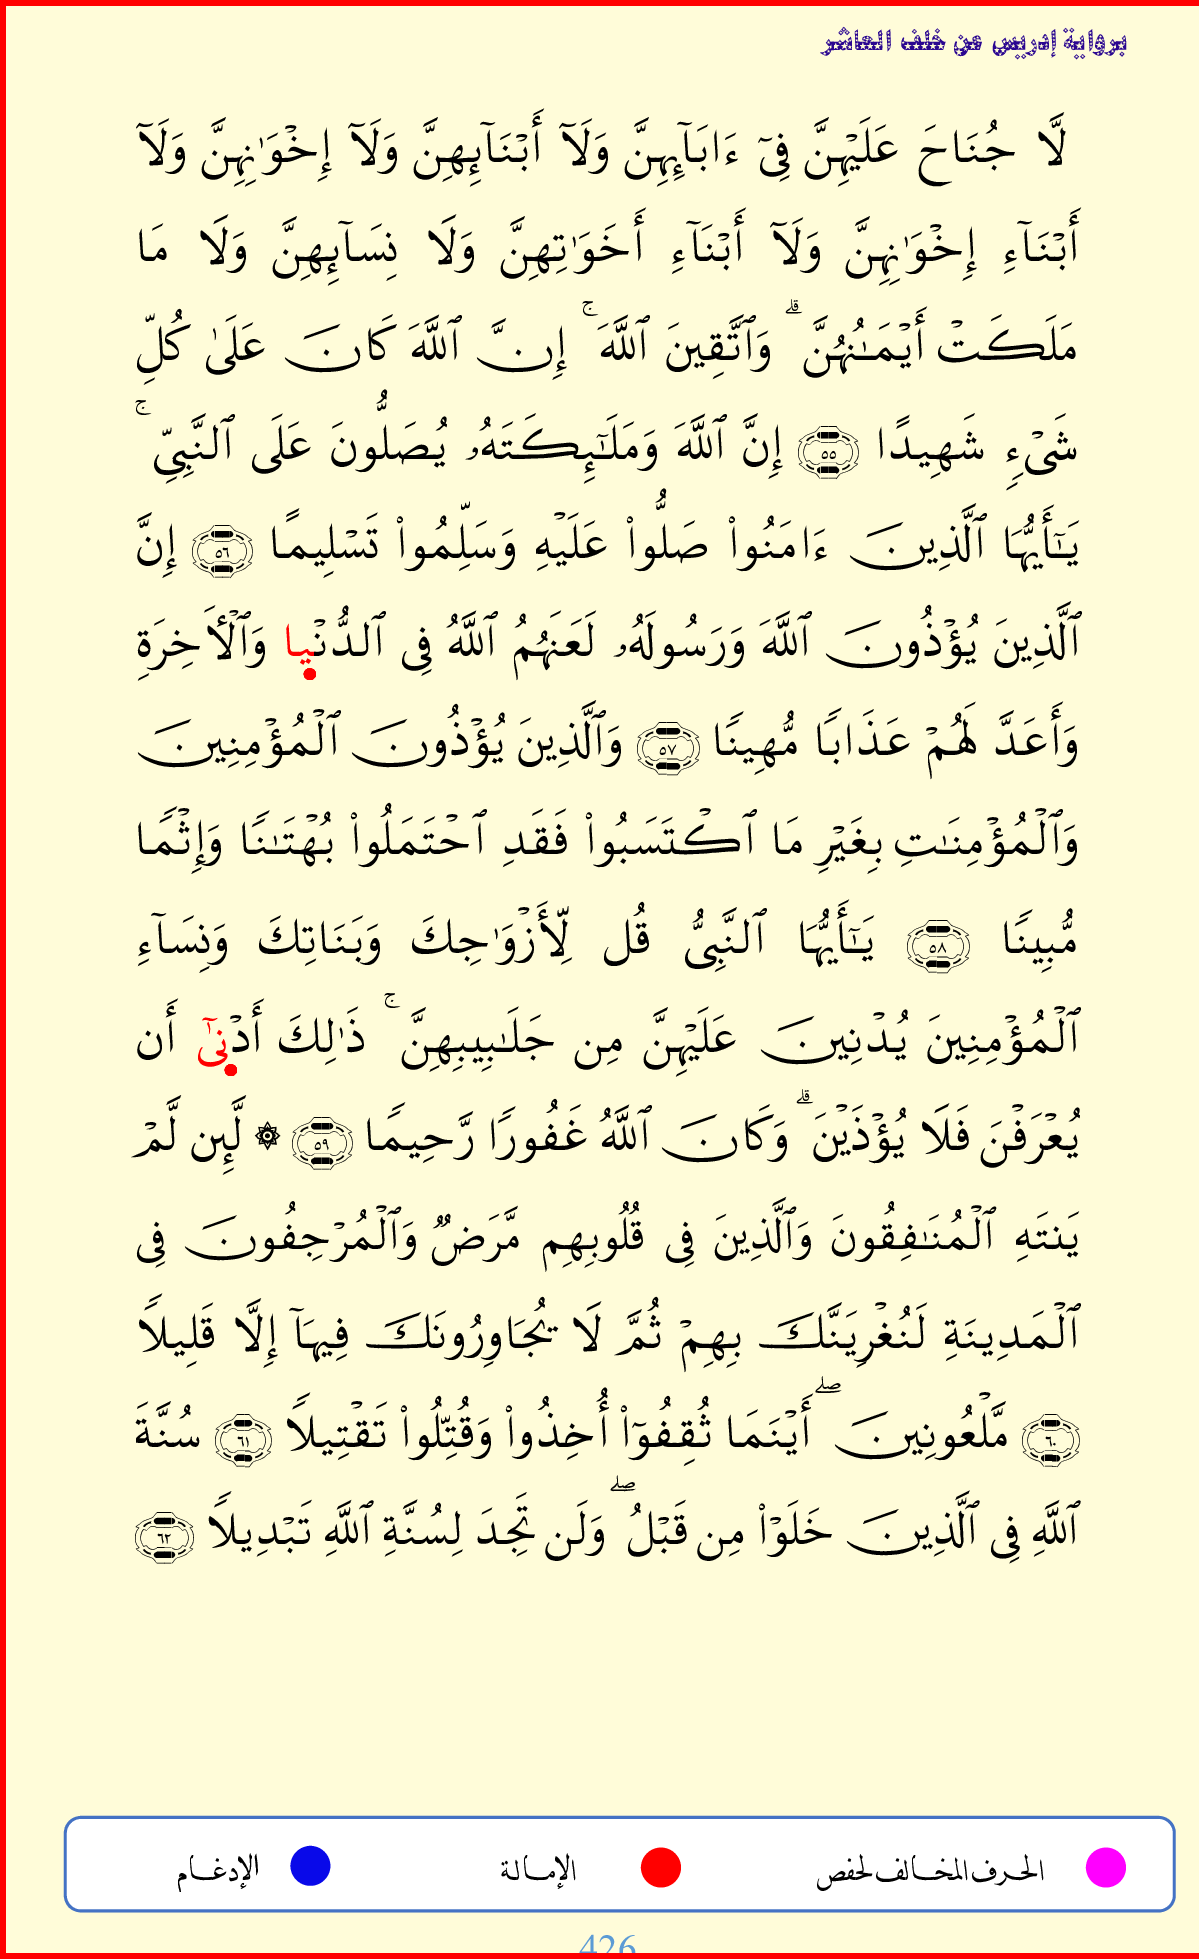 برواية إدريس عن خلف العاشر
لَّا جُنَاحَ عَلَيْهِنَّ فِىٓ ءَابَآئِهِنَّ وَلَآ أَبْنَآئِهِنَّ وَلَآ إِخْوَٰنِهِنَّ وَلَآ
أَبْنَآءِ إِخْوَٰنِهِنَّ وَلَآ أَبْنَآءِ أَخَوَٰتِهِنَّ وَلَا نِسَآئِهِنَّ وَلَا مَا
مَلَكَتْ أَيْمَـٰنُهُنَّ ۗ وَٱتَّقِينَ ٱللَّهَ ۚ إِنَّ ٱللَّهَ كَانَ عَلَىٰ كُلِّ
شَىْءٍ شَهِيدًا ٥٥ إِنَّ ٱللَّهَ وَمَلَـٰٓئِكَتَهُۥ يُصَلُّونَ عَلَى ٱلنَّبِىِّ ۚ
يَـٰٓأَيُّهَا ٱلَّذِينَ ءَامَنُوا۟ صَلُّوا۟ عَلَيْهِ وَسَلِّمُوا۟ تَسْلِيمًا ٥٦ إِنَّ
ٱلَّذِينَ يُؤْذُونَ ٱللَّهَ وَرَسُولَهُۥ لَعَنَهُمُ ٱللَّهُ فِى ٱلدُّنْيا وَٱلْأَخِرَةِ
وَأَعَدَّ لَهُمْ عَذَابًا مُّهِينًا ٥٧ وَٱلَّذِينَ يُؤْذُونَ ٱلْمُؤْمِنِينَ
وَٱلْمُؤْمِنَـٰتِ بِغَيْرِ مَا ٱكْتَسَبُوا۟ فَقَدِ ٱحْتَمَلُوا۟ بُهْتَـٰنًا وَإِثْمًا
مُّبِينًا ٥٨ يَـٰٓأَيُّهَا ٱلنَّبِىُّ قُل لِّأَزْوَٰجِكَ وَبَنَاتِكَ وَنِسَآءِ
ٱلْمُؤْمِنِينَ يُدْنِينَ عَلَيْهِنَّ مِن جَلَـٰبِيبِهِنَّ ۚ ذَٰلِكَ أَدْنىٰٓ أَن
يُعْرَفْنَ فَلَا يُؤْذَيْنَ ۗ وَكَانَ ٱللَّهُ غَفُورًا رَّحِيمًا ٥٩ ۞ لَّئِن لَّمْ
يَنتَهِ ٱلْمُنَـٰفِقُونَ وَٱلَّذِينَ فِى قُلُوبِهِم مَّرَضٌ وَٱلْمُرْجِفُونَ فِى
ٱلْمَدِينَةِ لَنُغْرِيَنَّكَ بِهِمْ ثُمَّ لَا يُجَاوِرُونَكَ فِيهَآ إِلَّا قَلِيلًا
٦٠ مَّلْعُونِينَ ۖ أَيْنَمَا ثُقِفُوٓا۟ أُخِذُوا۟ وَقُتِّلُوا۟ تَقْتِيلًا ٦١ سُنَّةَ
ٱللَّهِ فِى ٱلَّذِينَ خَلَوْا۟ مِن قَبْلُ ۖ وَلَن تَجِدَ لِسُنَّةِ ٱللَّهِ تَبْدِيلًا ٦٢
الحرف المخالف لحفص الإمالة الإدغام
426